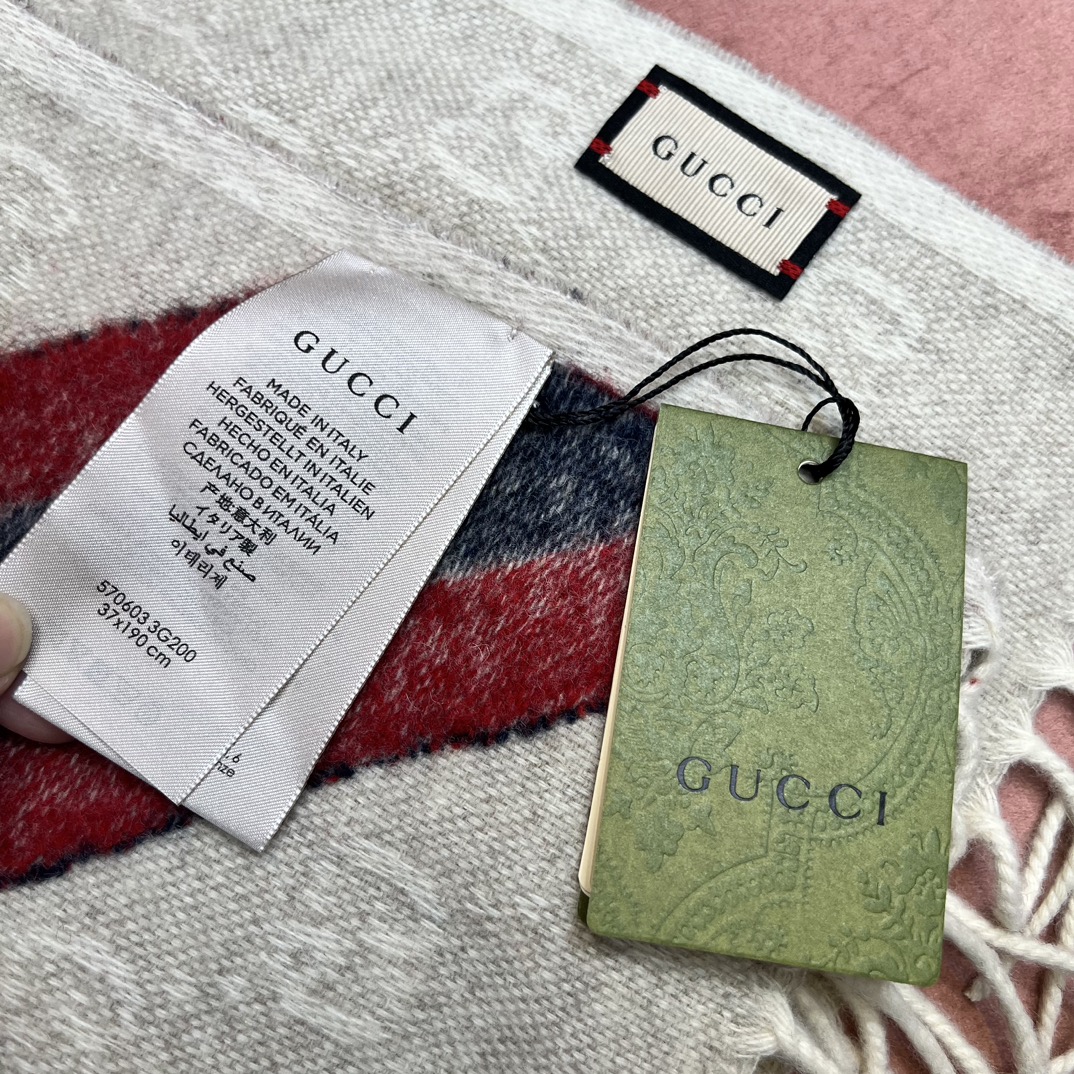 GUCCI
GUCCI
MADE IN ITALY
FABRIQUÉ EN ITALIE
HERGESTELLT IN ITALIEN
HECHO EN ITALIA
FABRICADO EM ITÁLIA
СДЕЛАНО В ИТАЛИИ
产地意大利
イタリア製
صنع في ايطاليا
이태리제
570603 3G200
37x190 cm
GUCCI